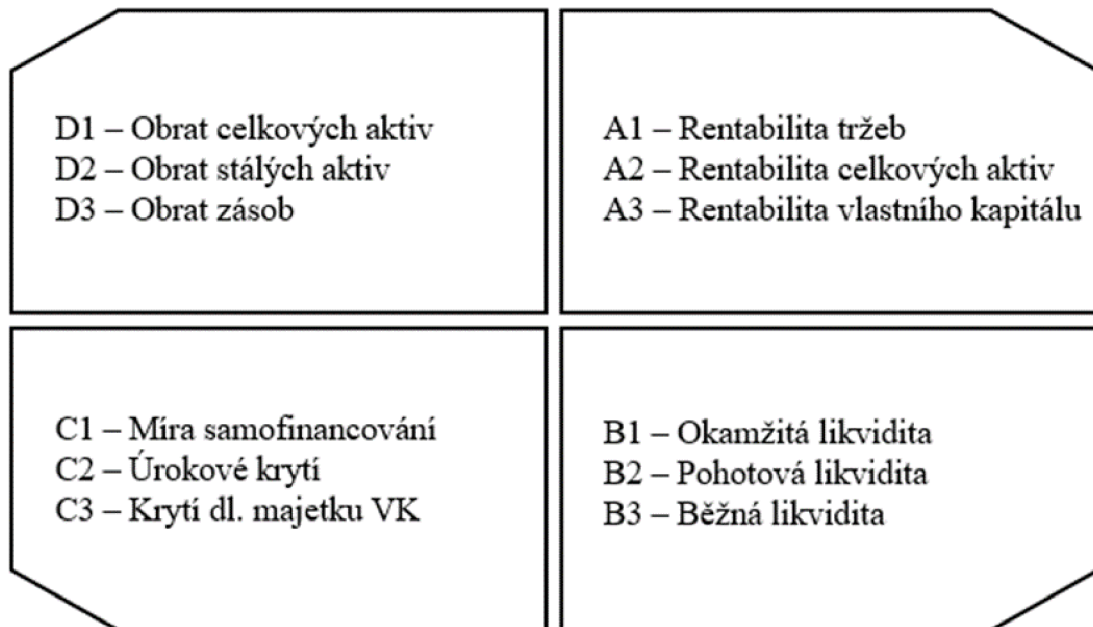 D1 – Obrat celkových aktiv
D2 – Obrat stálých aktiv
D3 – Obrat zásob
A1 – Rentabilita tržeb
A2 – Rentabilita celkových aktiv
A3 – Rentabilita vlastního kapitálu
C1 – Míra samofinancování
C2 – Úrokové krytí
C3 – Krytí dl. majetku VK
B1 – Okamžitá likvidita
B2 – Pohotová likvidita
B3 – Běžná likvidita